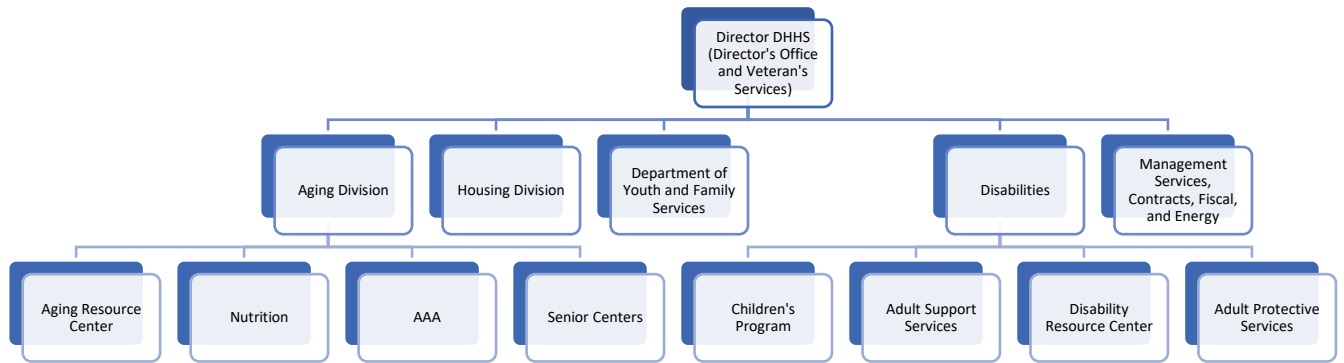 Director DHHS
(Director's Office
and Veteran's
Services)
Aging Division
Housing Division
Department of
Youth and Family
Services
Disabilities
Management
Services,
Contracts, Fiscal,
and Energy
Aging Resource
Center
Nutrition
AAA
Senior Centers
Children's
Program
Adult Support
Services
Disability
Resource Center
Adult Protective
Services